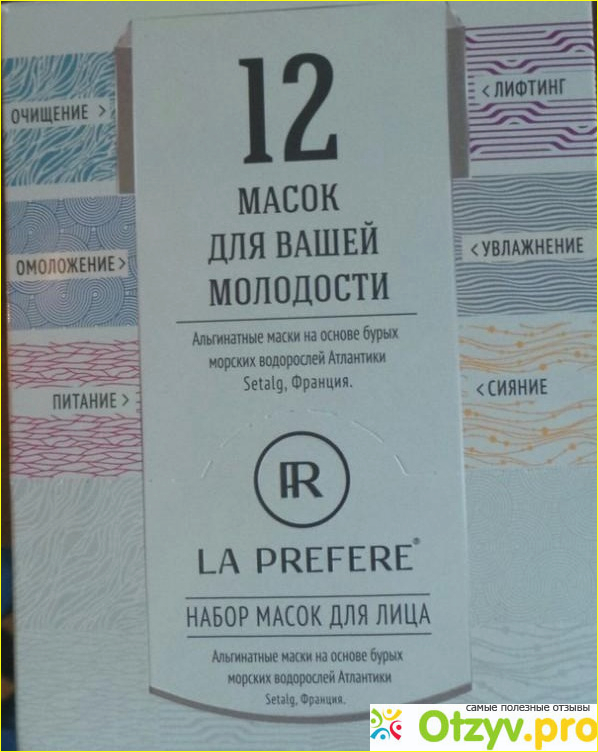 12
МАСОК
ДЛЯ ВАШЕЙ
МОЛОДОСТИ
Альгинатные маски на основе бурых
морских водорослей Атлантики
Setalg, Франция.
ОЧИЩЕНИЕ >
ОМОЛОЖЕНИЕ >
ПИТАНИЕ >
< ЛИФТИНГ
< УВЛАЖНЕНИЕ
< СИЯНИЕ
LA PREFERE®
НАБОР МАСОК ДЛЯ ЛИЦА
Альгинатные маски на основе бурых
морских водорослей Атлантики
Setalg, Франция.
самые полезные отзывы
Otzyv.pro